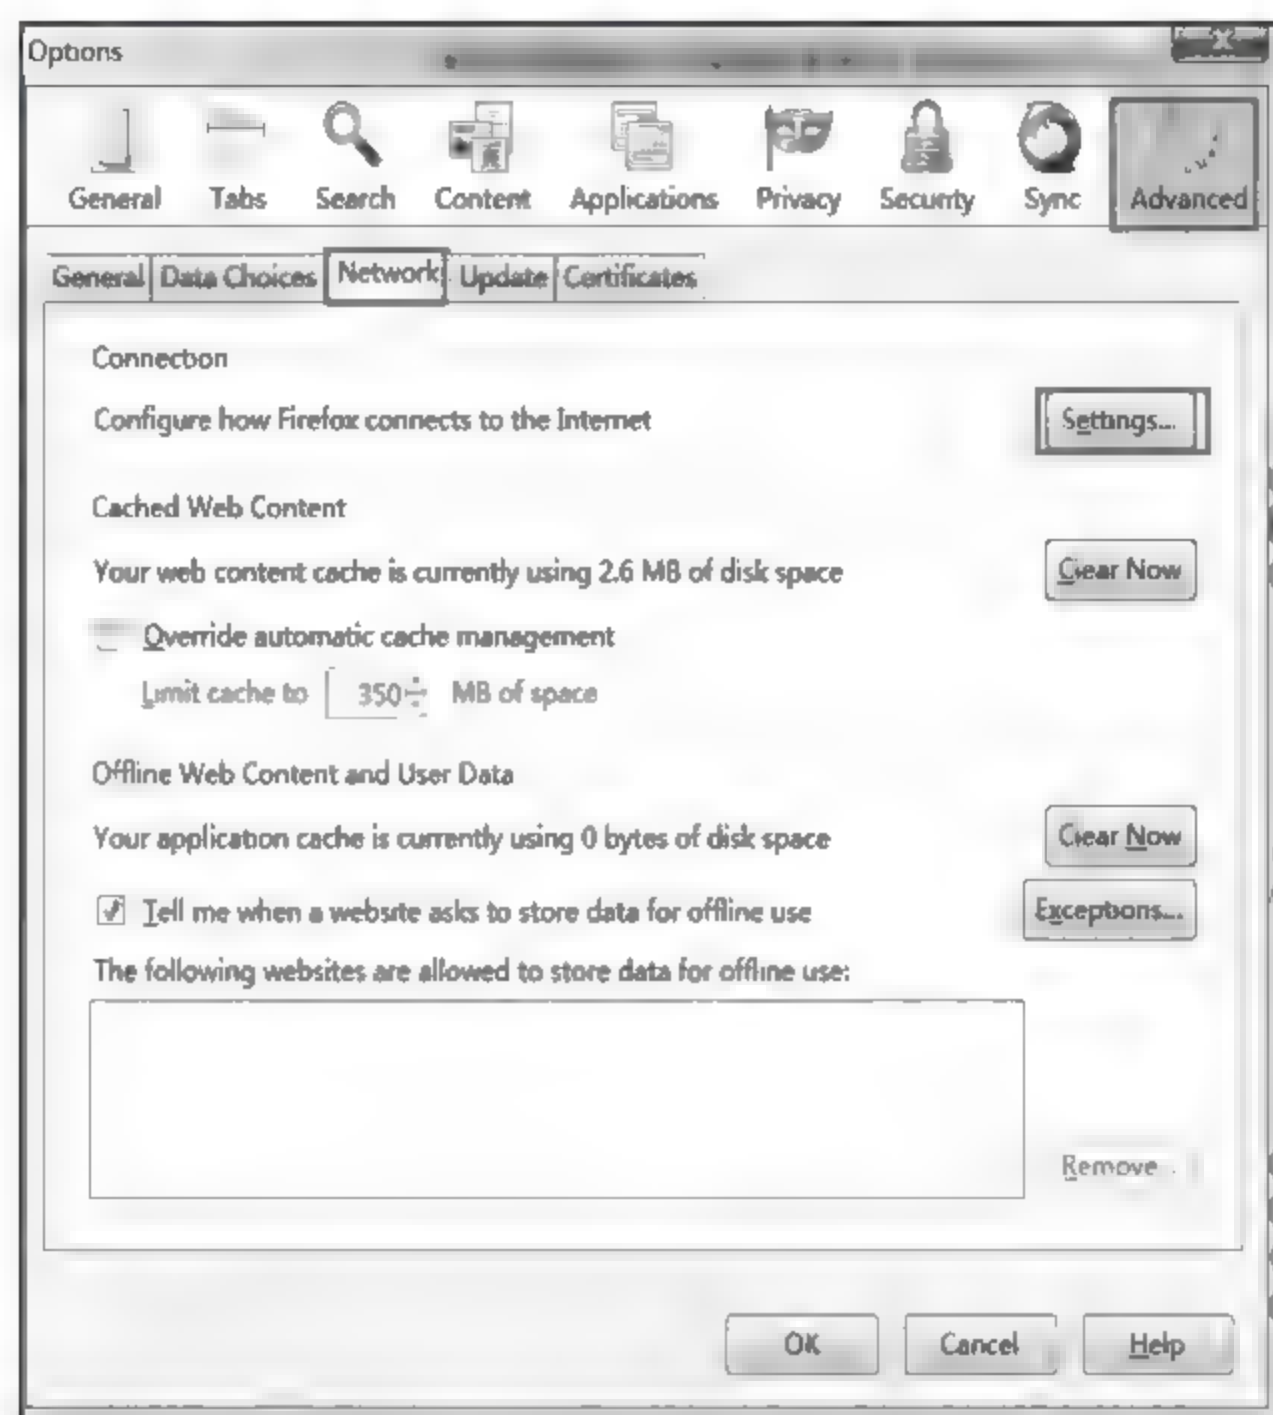 Options
General Tabs Search Content Applications Privacy Security Sync Advanced
General Data Choices Network Update Certificates
Connection
Configure how Firefox connects to the Internet Settings...
Cached Web Content
Your web content cache is currently using 2.6 MB of disk space Clear Now
Override automatic cache management
Limit cache to 350 MB of space
Offline Web Content and User Data
Your application cache is currently using 0 bytes of disk space Clear Now
Tell me when a website asks to store data for offline use Exceptions...
The following websites are allowed to store data for offline use:
Remove
OK Cancel Help